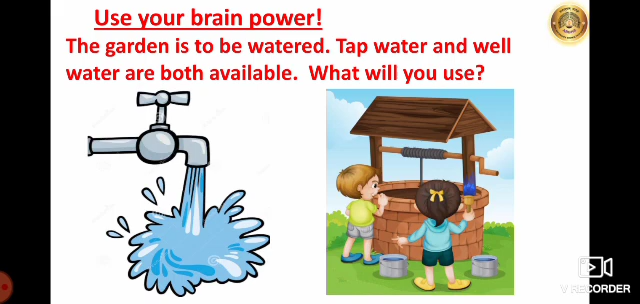 Use your brain power!
The garden is to be watered. Tap water and well
water are both available. What will you use?
V RECORDER